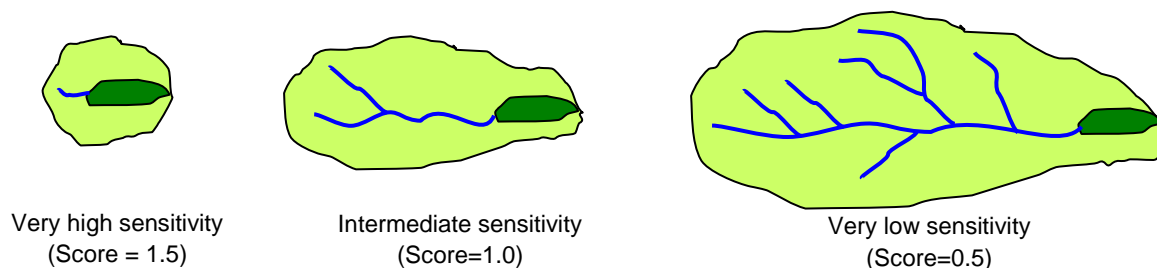 Very high sensitivity
(Score = 1.5)
Intermediate sensitivity
(Score=1.0)
Very low sensitivity
(Score=0.5)